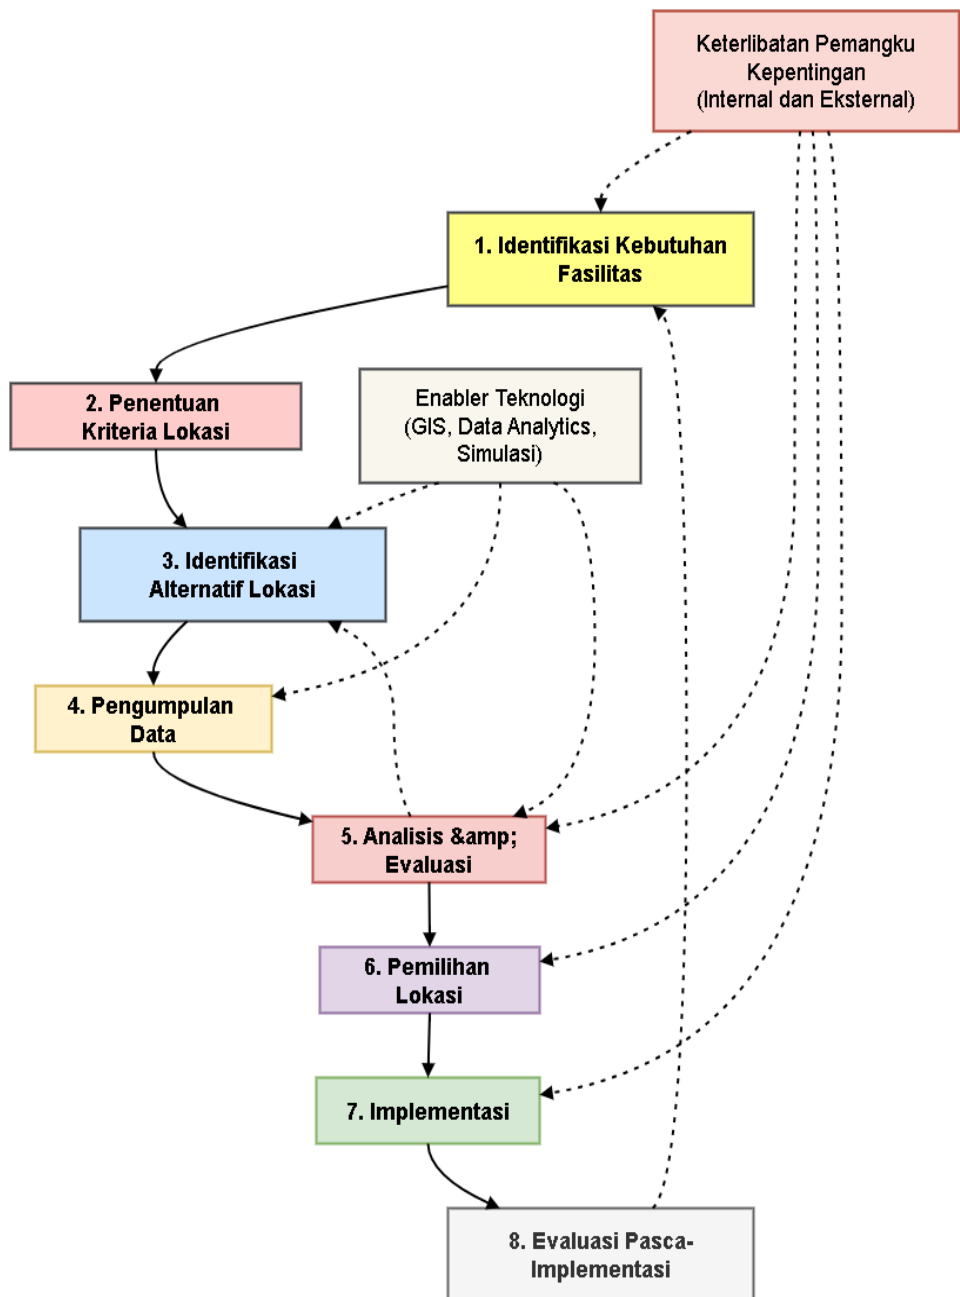 Keterlibatan Pemangku
Kepentingan
(Internal dan Eksternal)
1. Identifikasi Kebutuhan
Fasilitas
2. Penentuan
Kriteria Lokasi
Enabler Teknologi
(GIS, Data Analytics,
Simulasi)
3. Identifikasi
Alternatif Lokasi
4. Pengumpulan
Data
5. Analisis &amp;
Evaluasi
6. Pemilihan
Lokasi
7. Implementasi
8. Evaluasi Pasca-
Implementasi